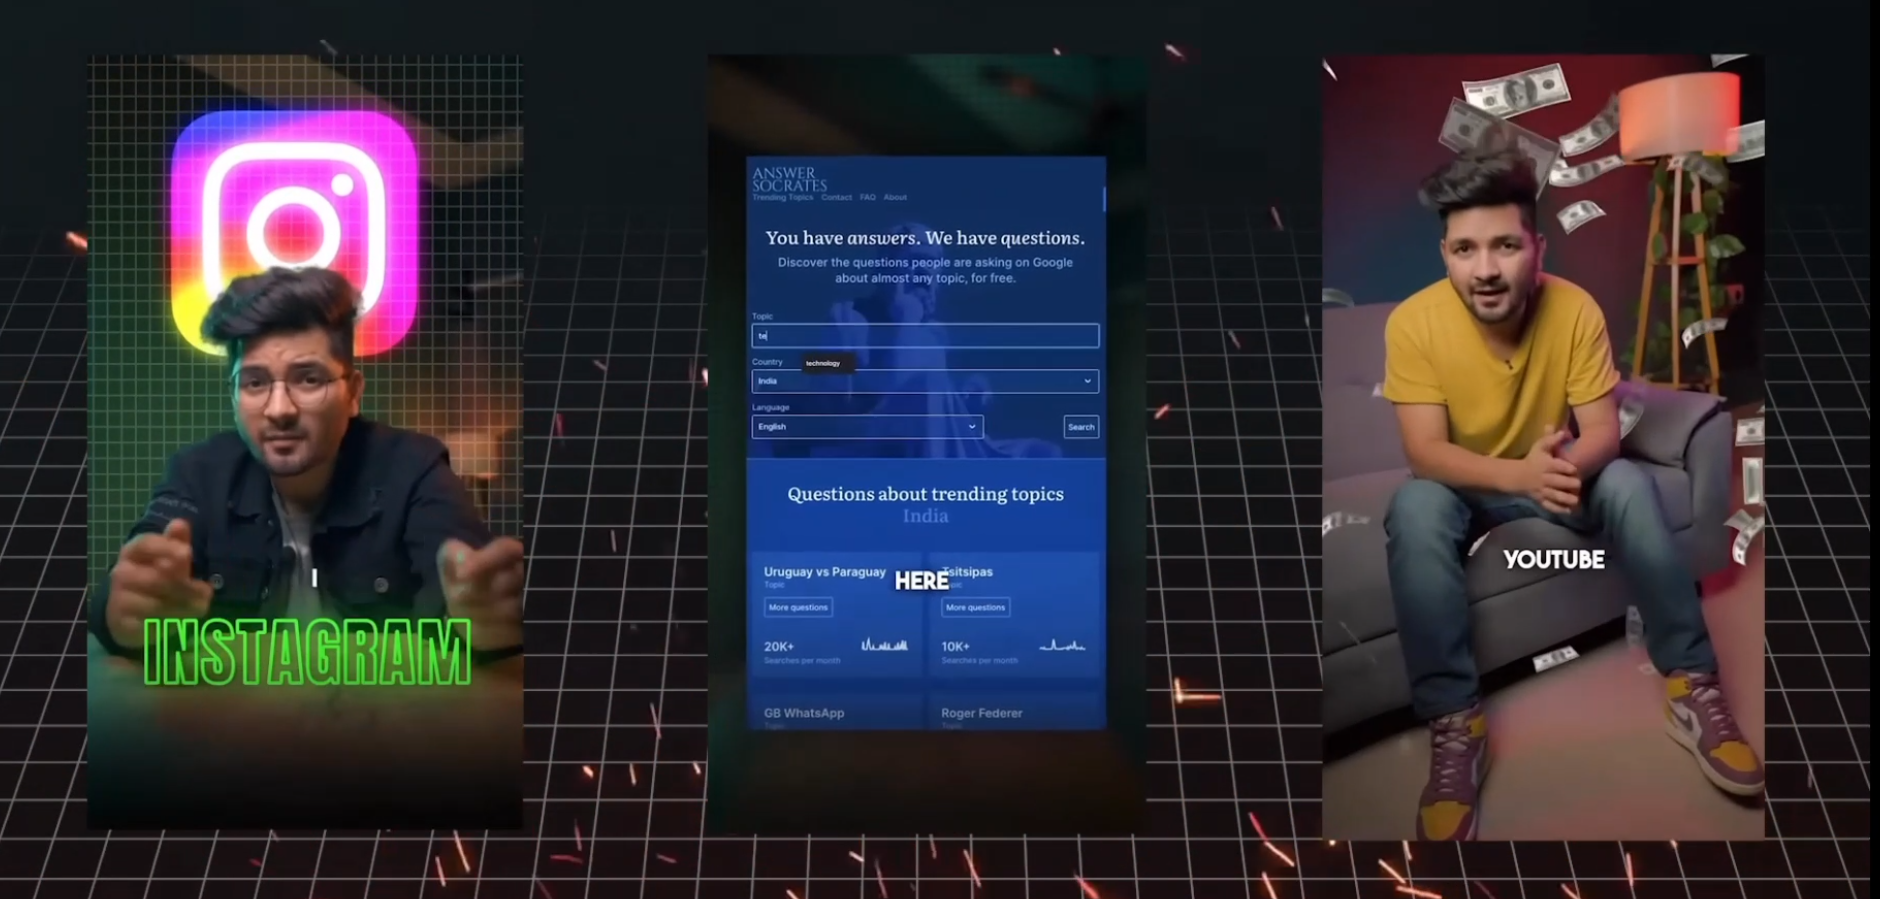 I
INSTAGRAM
ANSWER
SOCRATES
Trending Topics Contact FAQ About
You have answers. We have questions.
Discover the questions people are asking on Google
about almost any topic, for free.
Topic
te
Country
technology
India
Language
English
Search
Questions about trending topics
India
Uruguay vs Paraguay
Topic
More questions
20K+
Searches per month
HERE
Tsitsipas
Topic
More questions
10K+
Searches per month
GB WhatsApp
Topic
Roger Federer
Topic
YOUTUBE